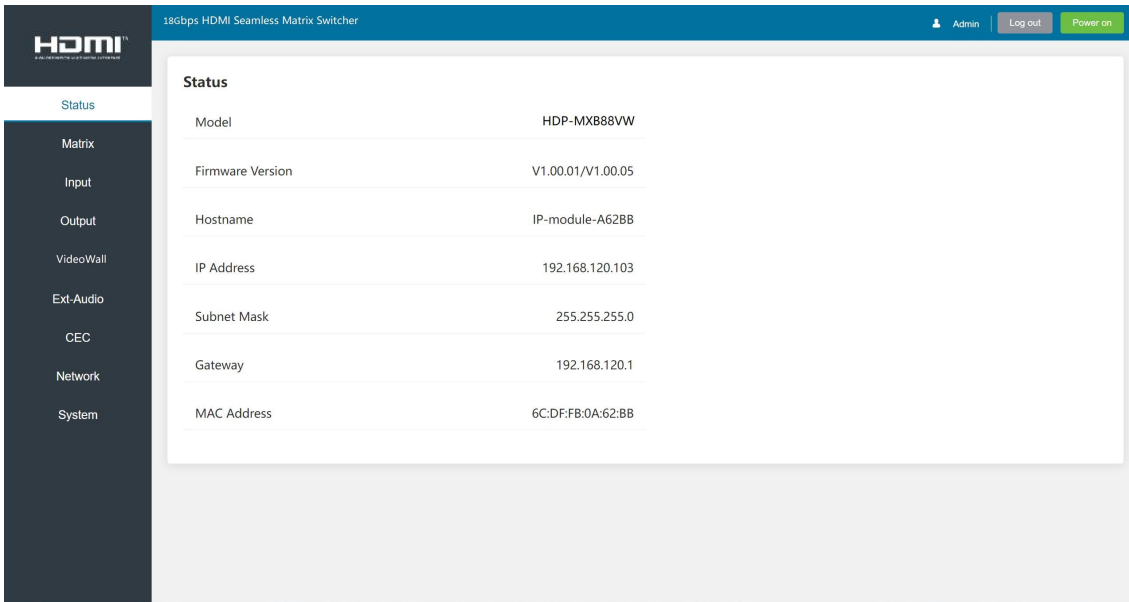 18Gbps HDMI Seamless Matrix Switcher
Admin
Log out
Power on
HDMI™
Status
Matrix
Input
Output
VideoWall
Ext-Audio
CEC
Network
System
Status
Model HDP-MXB88VW
Firmware Version V1.00.01/V1.00.05
Hostname IP-module-A62BB
IP Address 192.168.120.103
Subnet Mask 255.255.255.0
Gateway 192.168.120.1
MAC Address 6C:DF:FB:0A:62:BB